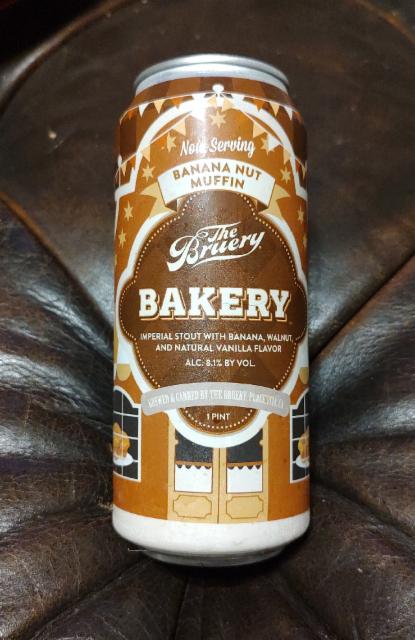 Now Serving
BANANA NUT
MUFFIN
The
Bruery
BAKERY
IMPERIAL STOUT WITH BANANA, WALNUT,
AND NATURAL VANILLA FLAVOR
ALC. 8.1% BY VOL.
BREWED & CANNED BY THE BRUERY, PLACENTIA, CA
1 PINT